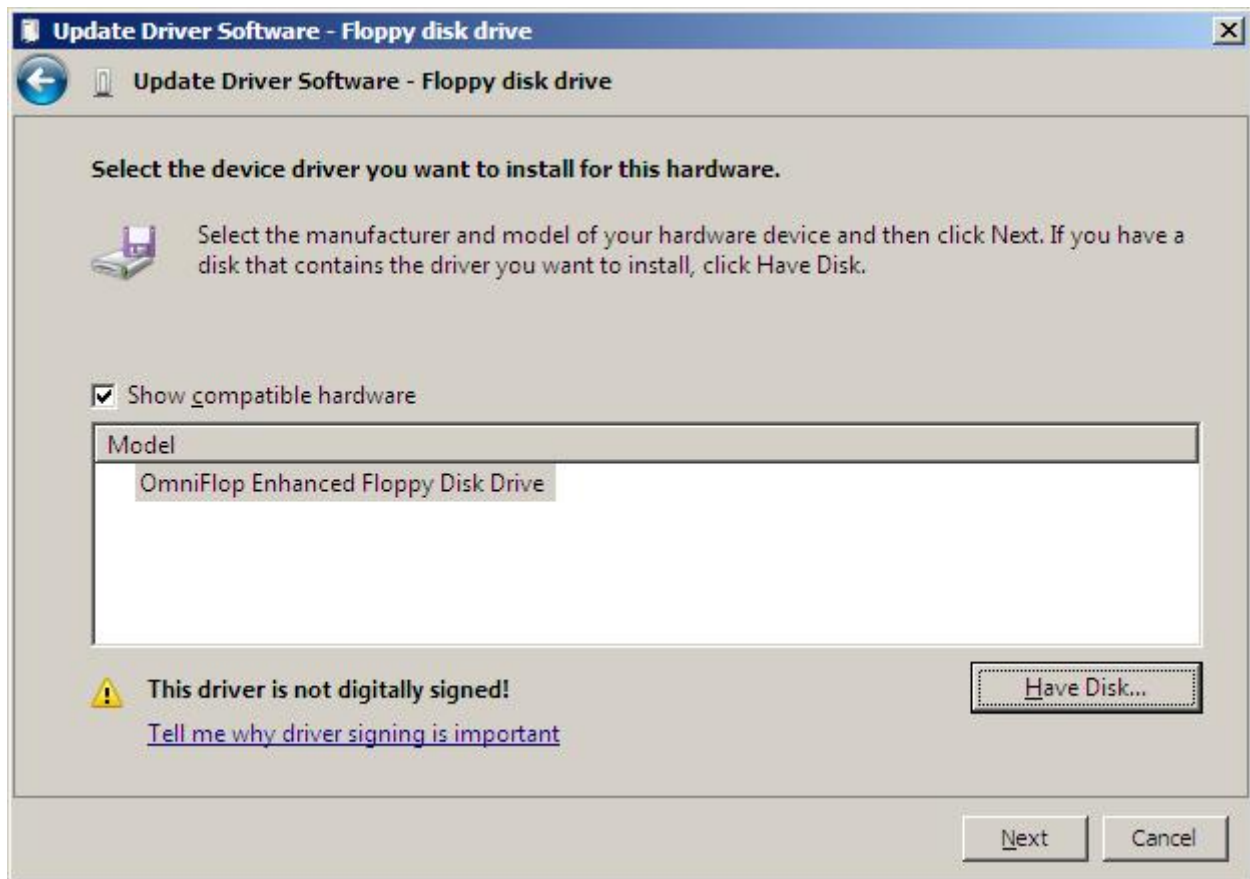 Update Driver Software - Floppy disk drive
Update Driver Software - Floppy disk drive
Select the device driver you want to install for this hardware.
Select the manufacturer and model of your hardware device and then click Next. If you have a
disk that contains the driver you want to install, click Have Disk.
Show compatible hardware
Model
OmniFlop Enhanced Floppy Disk Drive
This driver is not digitally signed!
Have Disk...
Tell me why driver signing is important
Next
Cancel